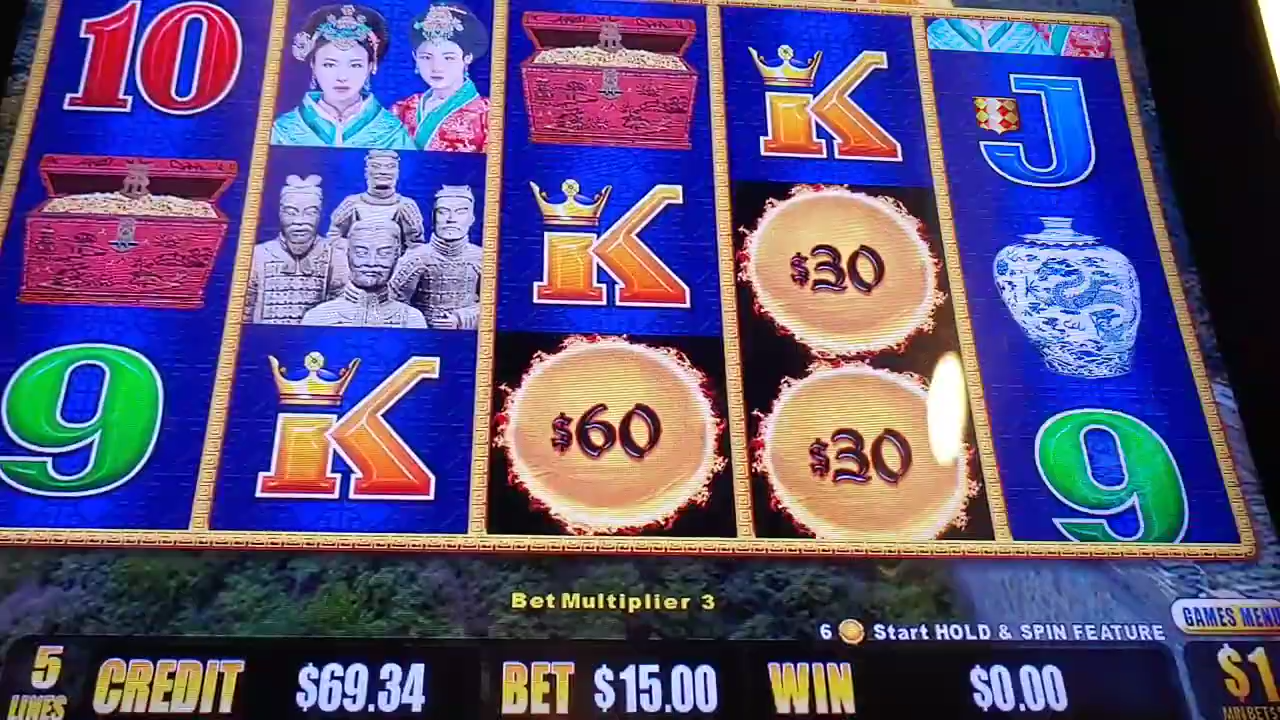 10 K J
K $30
9 K $60 $30 9
Bet Multiplier 3
6 Start HOLD & SPIN FEATURE
GAMES MENU
5 LINES CREDIT $69.34 BET $15.00 WIN $0.00 $1